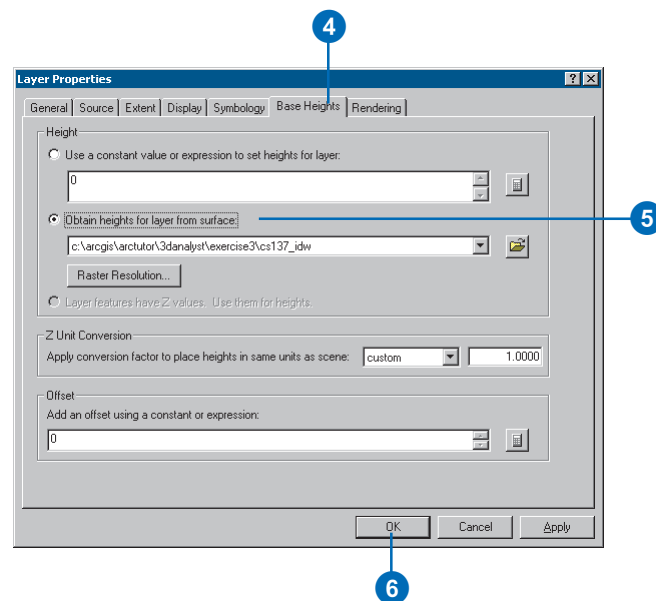 4
Layer Properties
General Source Extent Display Symbology Base Heights Rendering
Height
Use a constant value or expression to set heights for layer:
0
Obtain heights for layer from surface:
5
c:\arcgis\arctutor\3danalyst\exercise3\cs137_idw
Raster Resolution...
Layer features have Z values. Use them for heights.
Z Unit Conversion
Apply conversion factor to place heights in same units as scene: custom 1.0000
Offset
Add an offset using a constant or expression:
0
OK Cancel Apply
6